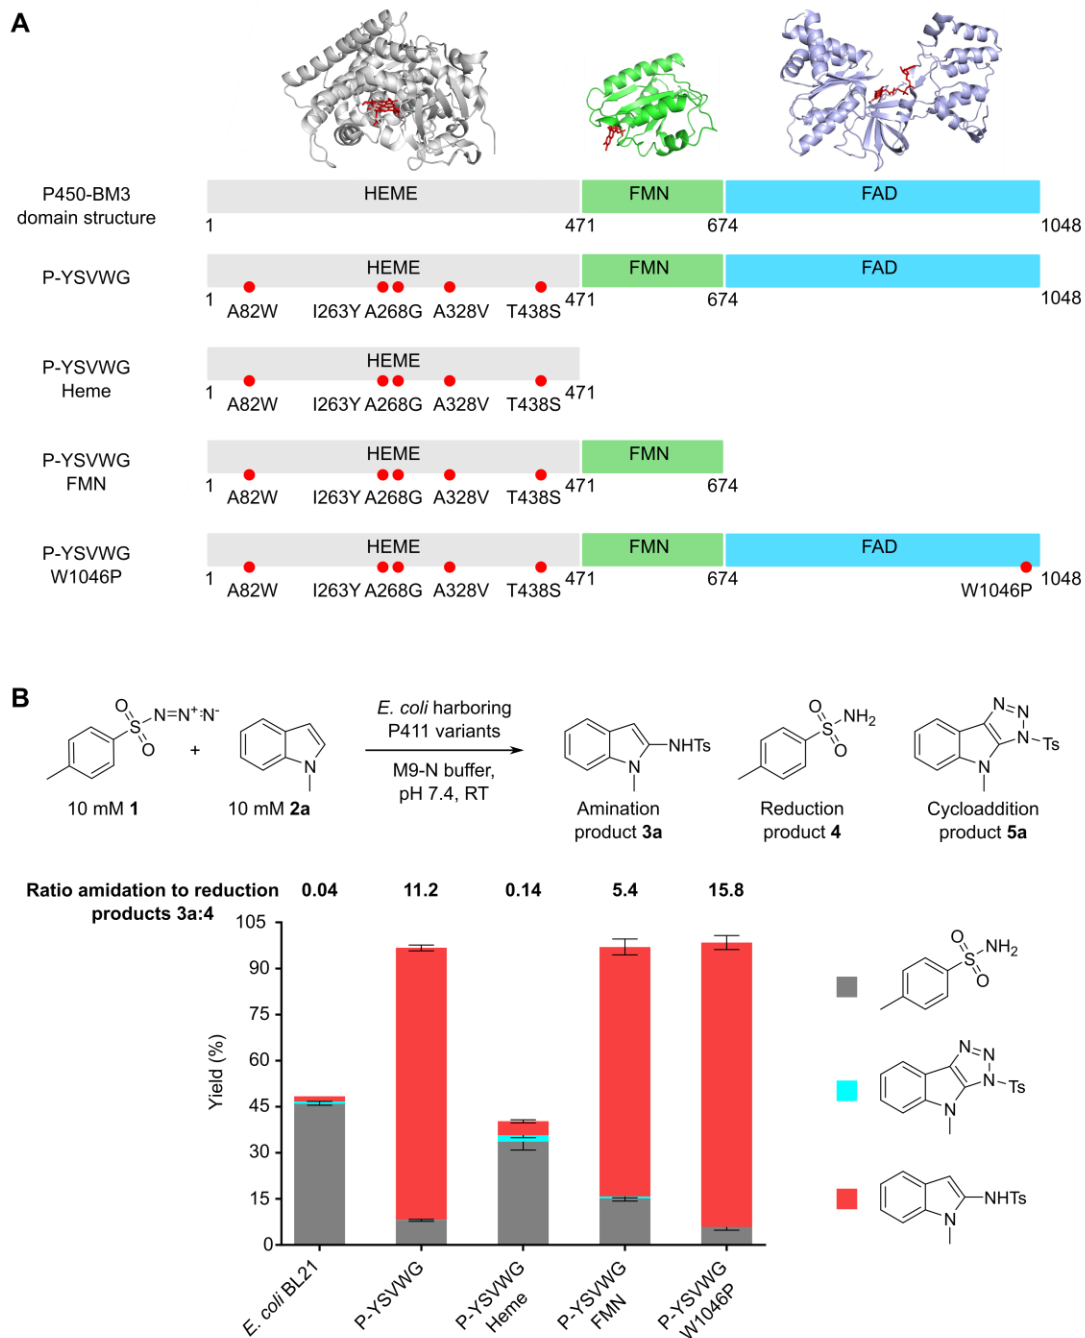 A
P450-BM3
domain structure
HEME
FMN
FAD
1
471
674
1048
P-YSVWG
HEME
FMN
FAD
1
471
674
1048
A82W
I263Y
A268G
A328V
T438S
P-YSVWG
Heme
HEME
1
471
A82W
I263Y
A268G
A328V
T438S
P-YSVWG
FMN
HEME
FMN
1
471
674
A82W
I263Y
A268G
A328V
T438S
P-YSVWG
W1046P
HEME
FMN
FAD
1
471
674
1048
A82W
I263Y
A268G
A328V
T438S
W1046P
B
O
S
O
N=N⁺=N⁻
+
N
10 mM 1
10 mM 2a
E. coli harboring
P411 variants
M9-N buffer,
pH 7.4, RT
NHTs
N
Amination
product 3a
O
S
NH₂
O
Reduction
product 4
N
N
N
Ts
N
Cycloaddition
product 5a
Ratio amidation to reduction
products 3a:4
0.04
11.2
0.14
5.4
15.8
Yield (%)
105
90
75
60
45
30
15
0
E. coli BL21
P-YSVWG
P-YSVWG
Heme
P-YSVWG
FMN
P-YSVWG
W1046P
O
S
NH₂
O
N
N
N
Ts
N
NHTs
N